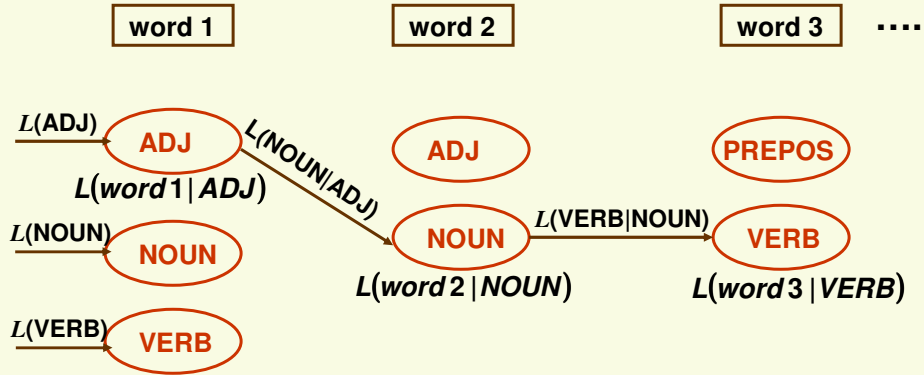 word 1 word 2 word 3 ....
L(ADJ) ADJ L(NOUN|ADJ) ADJ PREPOS
L(word 1 | ADJ)
L(NOUN) NOUN NOUN L(VERB|NOUN) VERB
L(word 2 | NOUN) L(word 3 | VERB)
L(VERB) VERB